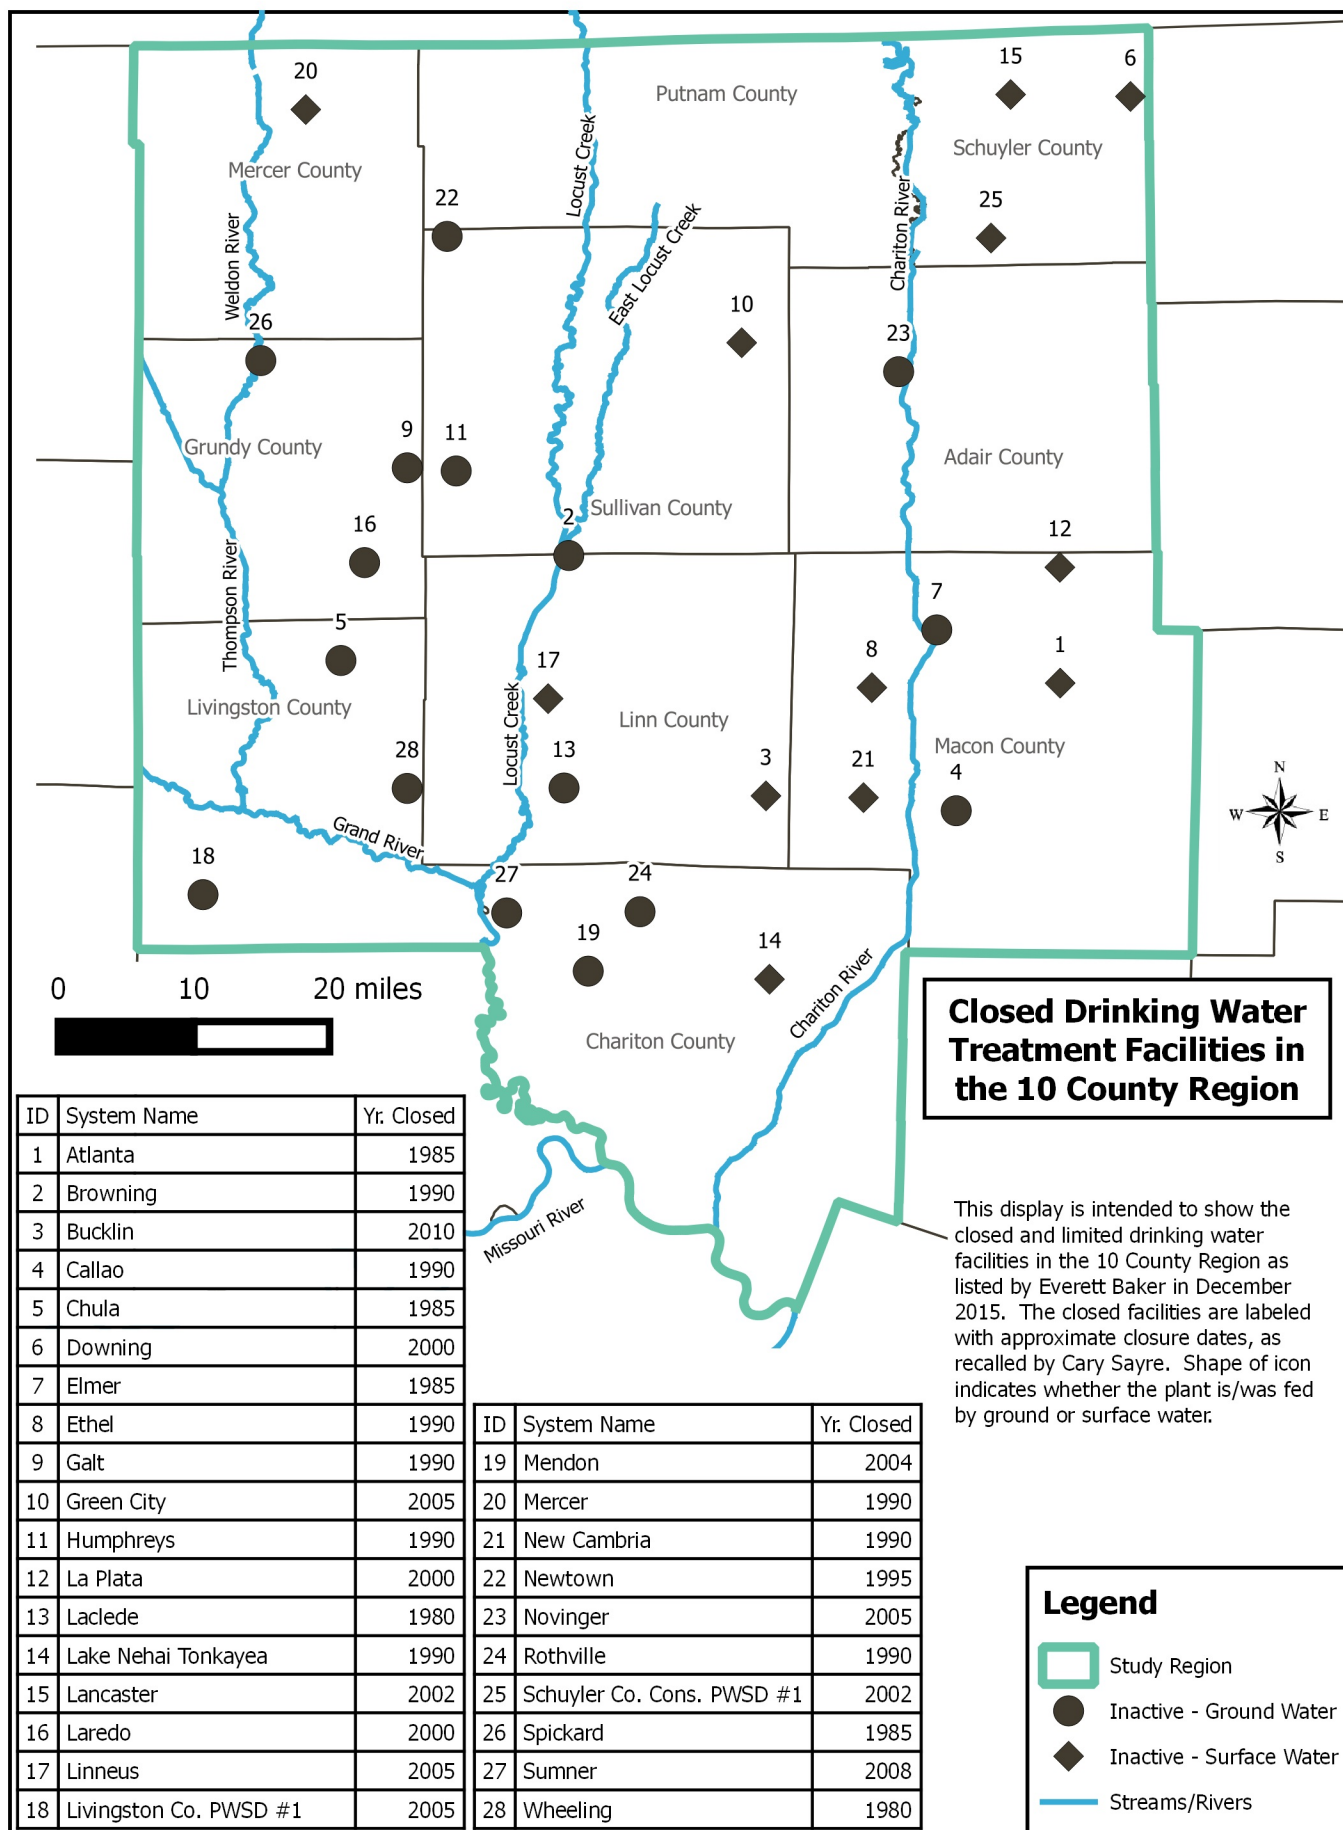 20
15
6
Putnam County
Locust Creek
Schuyler County
Mercer County
22
25
Chariton River
Weldon River
East Locust Creek
10
26
23
Grundy County
9
11
Adair County
Sullivan County
2
16
12
Thompson River
7
5
17
8
1
Livingston County
Locust Creek
Linn County
Macon County
28
13
3
21
4
N
W
E
S
Grand River
18
27
24
19
14
Chariton River
0 10 20 miles
Chariton County
Closed Drinking Water
Treatment Facilities in
the 10 County Region
Missouri River
ID System Name Yr. Closed
1 Atlanta 1985
2 Browning 1990
3 Bucklin 2010
4 Callao 1990
5 Chula 1985
6 Downing 2000
7 Elmer 1985
8 Ethel 1990
9 Galt 1990
10 Green City 2005
11 Humphreys 1990
12 La Plata 2000
13 Laclede 1980
14 Lake Nehai Tonkayea 1990
15 Lancaster 2002
16 Laredo 2000
17 Linneus 2005
18 Livingston Co. PWSD #1 2005
ID System Name Yr. Closed
19 Mendon 2004
20 Mercer 1990
21 New Cambria 1990
22 Newtown 1995
23 Novinger 2005
24 Rothville 1990
25 Schuyler Co. Cons. PWSD #1 2002
26 Spickard 1985
27 Sumner 2008
28 Wheeling 1980
This display is intended to show the
closed and limited drinking water
facilities in the 10 County Region as
listed by Everett Baker in December
2015. The closed facilities are labeled
with approximate closure dates, as
recalled by Cary Sayre. Shape of icon
indicates whether the plant is/was fed
by ground or surface water.
Legend
Study Region
Inactive - Ground Water
Inactive - Surface Water
Streams/Rivers